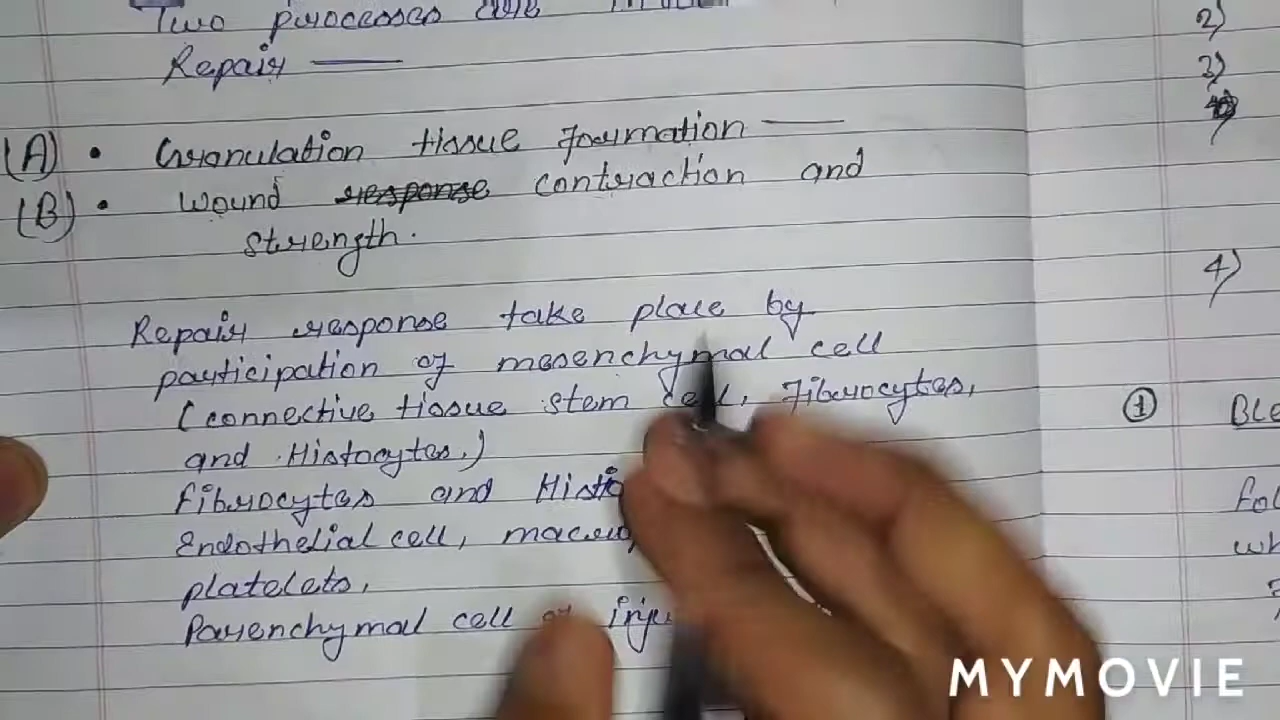 Two processes are
Repair —
(A) • Granulation tissue formation —
(B) • Wound response contraction and
strength.
Repair response take place by
participation of mesenchymal cell
(connective tissue stem cell, Fibrocytes,
and Histocytes.)
Fibrocytes and
Endothelial cell,
platelets,
Parenchymal cell
2)
3)
4)
①
MYMOVIE